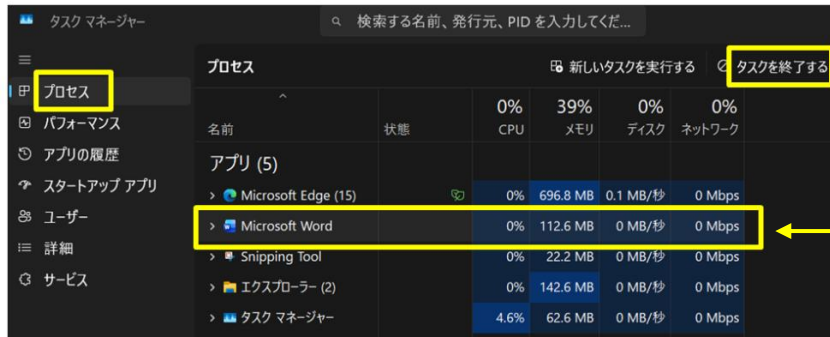 タスク マネージャー
検索する名前、発行元、PID を入力してくだ...
プロセス
パフォーマンス
アプリの履歴
スタートアップ アプリ
ユーザー
詳細
サービス
プロセス 新しいタスクを実行する タスクを終了する
0% 39% 0% 0%
名前 状態 CPU メモリ ディスク ネットワーク
アプリ (5)
Microsoft Edge (15) 0% 696.8 MB 0.1 MB/秒 0 Mbps
Microsoft Word 0% 112.6 MB 0 MB/秒 0 Mbps
Snipping Tool 0% 22.2 MB 0 MB/秒 0 Mbps
エクスプローラー (2) 0% 142.6 MB 0 MB/秒 0 Mbps
タスク マネージャー 4.6% 62.6 MB 0 MB/秒 0 Mbps